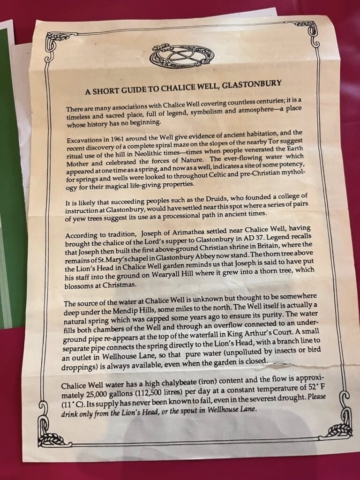 A SHORT GUIDE TO CHALICE WELL, GLASTONBURY
There are many associations with Chalice Well covering countless centuries; it is a
timeless and sacred place, full of legend, symbolism and atmosphere—a place
whose history has no beginning.
Excavations in 1961 around the Well give evidence of ancient habitation, and the
recent discovery of a complete spiral maze on the slopes of the nearby Tor suggest
ritual use of the hill in Neolithic times—times when people venerated the Earth
Mother and celebrated the forces of Nature. The ever-flowing water which
appeared at one time as a spring, and now as a well, indicates a site of some potency,
for springs and wells were looked to throughout Celtic and pre-Christian mythol-
ogy for their magical life-giving properties.
It is likely that succeeding peoples such as the Druids, who founded a college of
instruction at Glastonbury, would have settled near this spot where a series of pairs
of yew trees suggest its use as a processional path in ancient times.
According to tradition, Joseph of Arimathea settled near Chalice Well, having
brought the chalice of the Lord's supper to Glastonbury in AD 37. Legend recalls
that Joseph then built the first above-ground Christian shrine in Britain, where the
remains of St. Mary's chapel in Glastonbury Abbey now stand. The thorn tree above
the Lion's Head in Chalice Well garden reminds us that Joseph is said to have put
his staff into the ground on Wearyall Hill where it grew into a thorn tree, which
blossoms at Christmas.
The source of the water at Chalice Well is unknown but thought to be somewhere
deep under the Mendip Hills, some miles to the north. The Well itself is actually a
natural spring which was capped some years ago to ensure its purity. The water
fills both chambers of the Well and through an overflow connected to an under-
ground pipe re-appears at the top of the waterfall in King Arthur's Court. A small
separate pipe connects the spring directly to the Lion's Head, with a branch line to
an outlet in Wellhouse Lane, so that pure water (unpolluted by insects or bird
droppings) is always available, even when the garden is closed.
Chalice Well water has a high chalybeate (iron) content and the flow is approxi-
mately 25,000 gallons (112,500 litres) per day at a constant temperature of 52°F
(11°C). Its supply has never been known to fail, even in the severest drought. Please
drink only from the Lion's Head, or the spout in Wellhouse Lane.